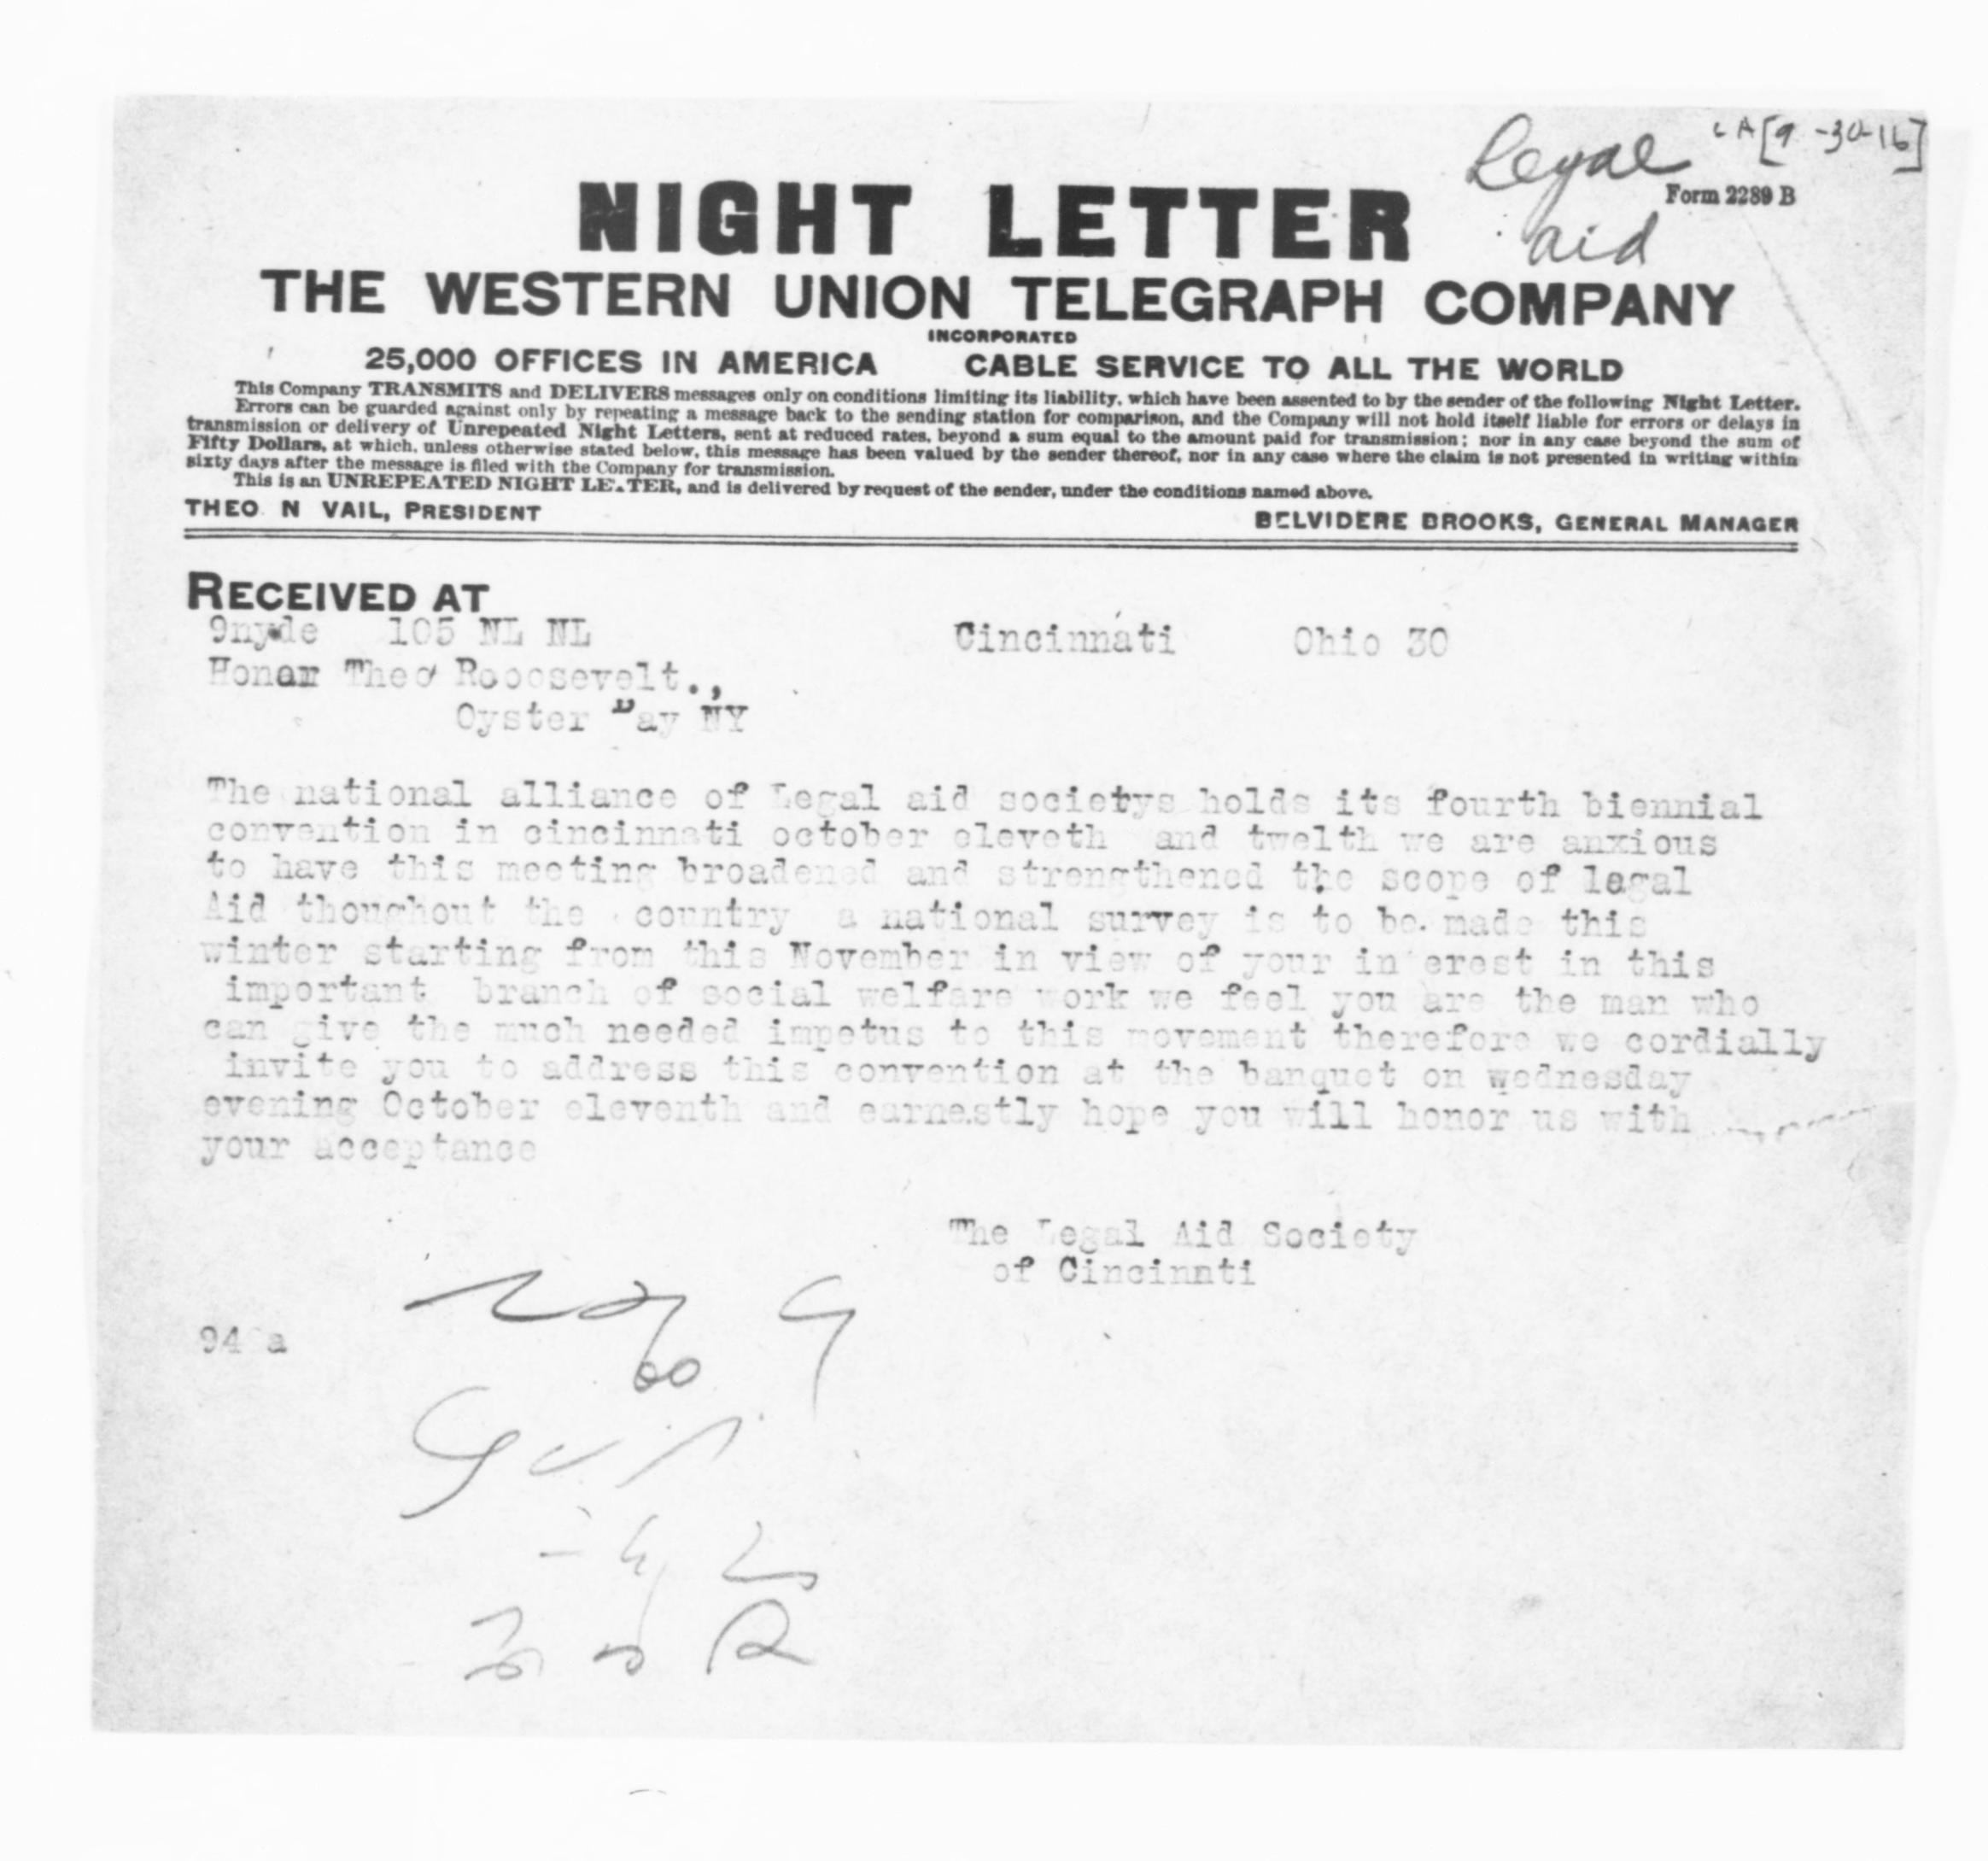 Legal
[9-30-16]
Form 2289 B
aid
NIGHT LETTER
THE WESTERN UNION TELEGRAPH COMPANY
INCORPORATED
25,000 OFFICES IN AMERICA CABLE SERVICE TO ALL THE WORLD
This Company TRANSMITS and DELIVERS messages only on conditions limiting its liability, which have been assented to by the sender of the following Night Letter.
Errors can be guarded against only by repeating a message back to the sending station for comparison, and the Company will not hold itself liable for errors or delays in
transmission or delivery of Unrepeated Night Letters, sent at reduced rates, beyond a sum equal to the amount paid for transmission; nor in any case beyond the sum of
Fifty Dollars, at which, unless otherwise stated below, this message has been valued by the sender thereof, nor in any case where the claim is not presented in writing within
sixty days after the message is filed with the Company for transmission.
This is an UNREPEATED NIGHT LETTER, and is delivered by request of the sender, under the conditions named above.
THEO N VAIL, PRESIDENT BELVIDERE BROOKS, GENERAL MANAGER
RECEIVED AT
9nyde 105 NL NL Cincinnati Ohio 30
Honar Theo Rooosevelt.,
Oyster Bay NY
The national alliance of Legal aid societys holds its fourth biennial
convention in cincinnati october eleveth and twelth we are anxious
to have this meeting broadened and strengthened the scope of legal
Aid thoughout the country a national survey is to be. made this
winter starting from this November in view of your in erest in this
important branch of social welfare work we feel you are the man who
can give the much needed impetus to this movement therefore we cordially
invite you to address this convention at the banquet on wednesday
evening October eleventh and earnestly hope you will honor us with
your acceptance
The Legal Aid Society
of Cincinnti
94 a